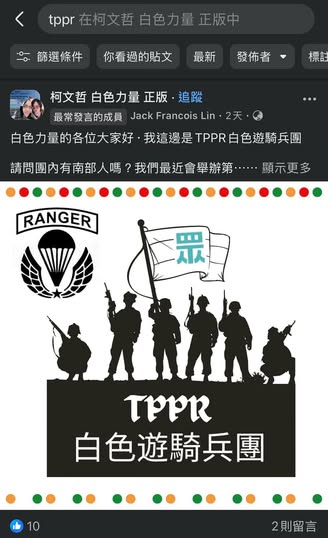 tppr 在柯文哲 白色力量 正版中
篩選條件
你看過的貼文
最新
發佈者
標註
柯文哲 白色力量 正版 · 追蹤
最常發言的成員 Jack Francois Lin · 2天 ·
白色力量的各位大家好,我這邊是TPPR白色遊騎兵團
請問團內有南部人嗎?我們最近會舉辦第⋯⋯ 顯示更多
RANGER
眾
TPPR
白色遊騎兵團
10
2則留言